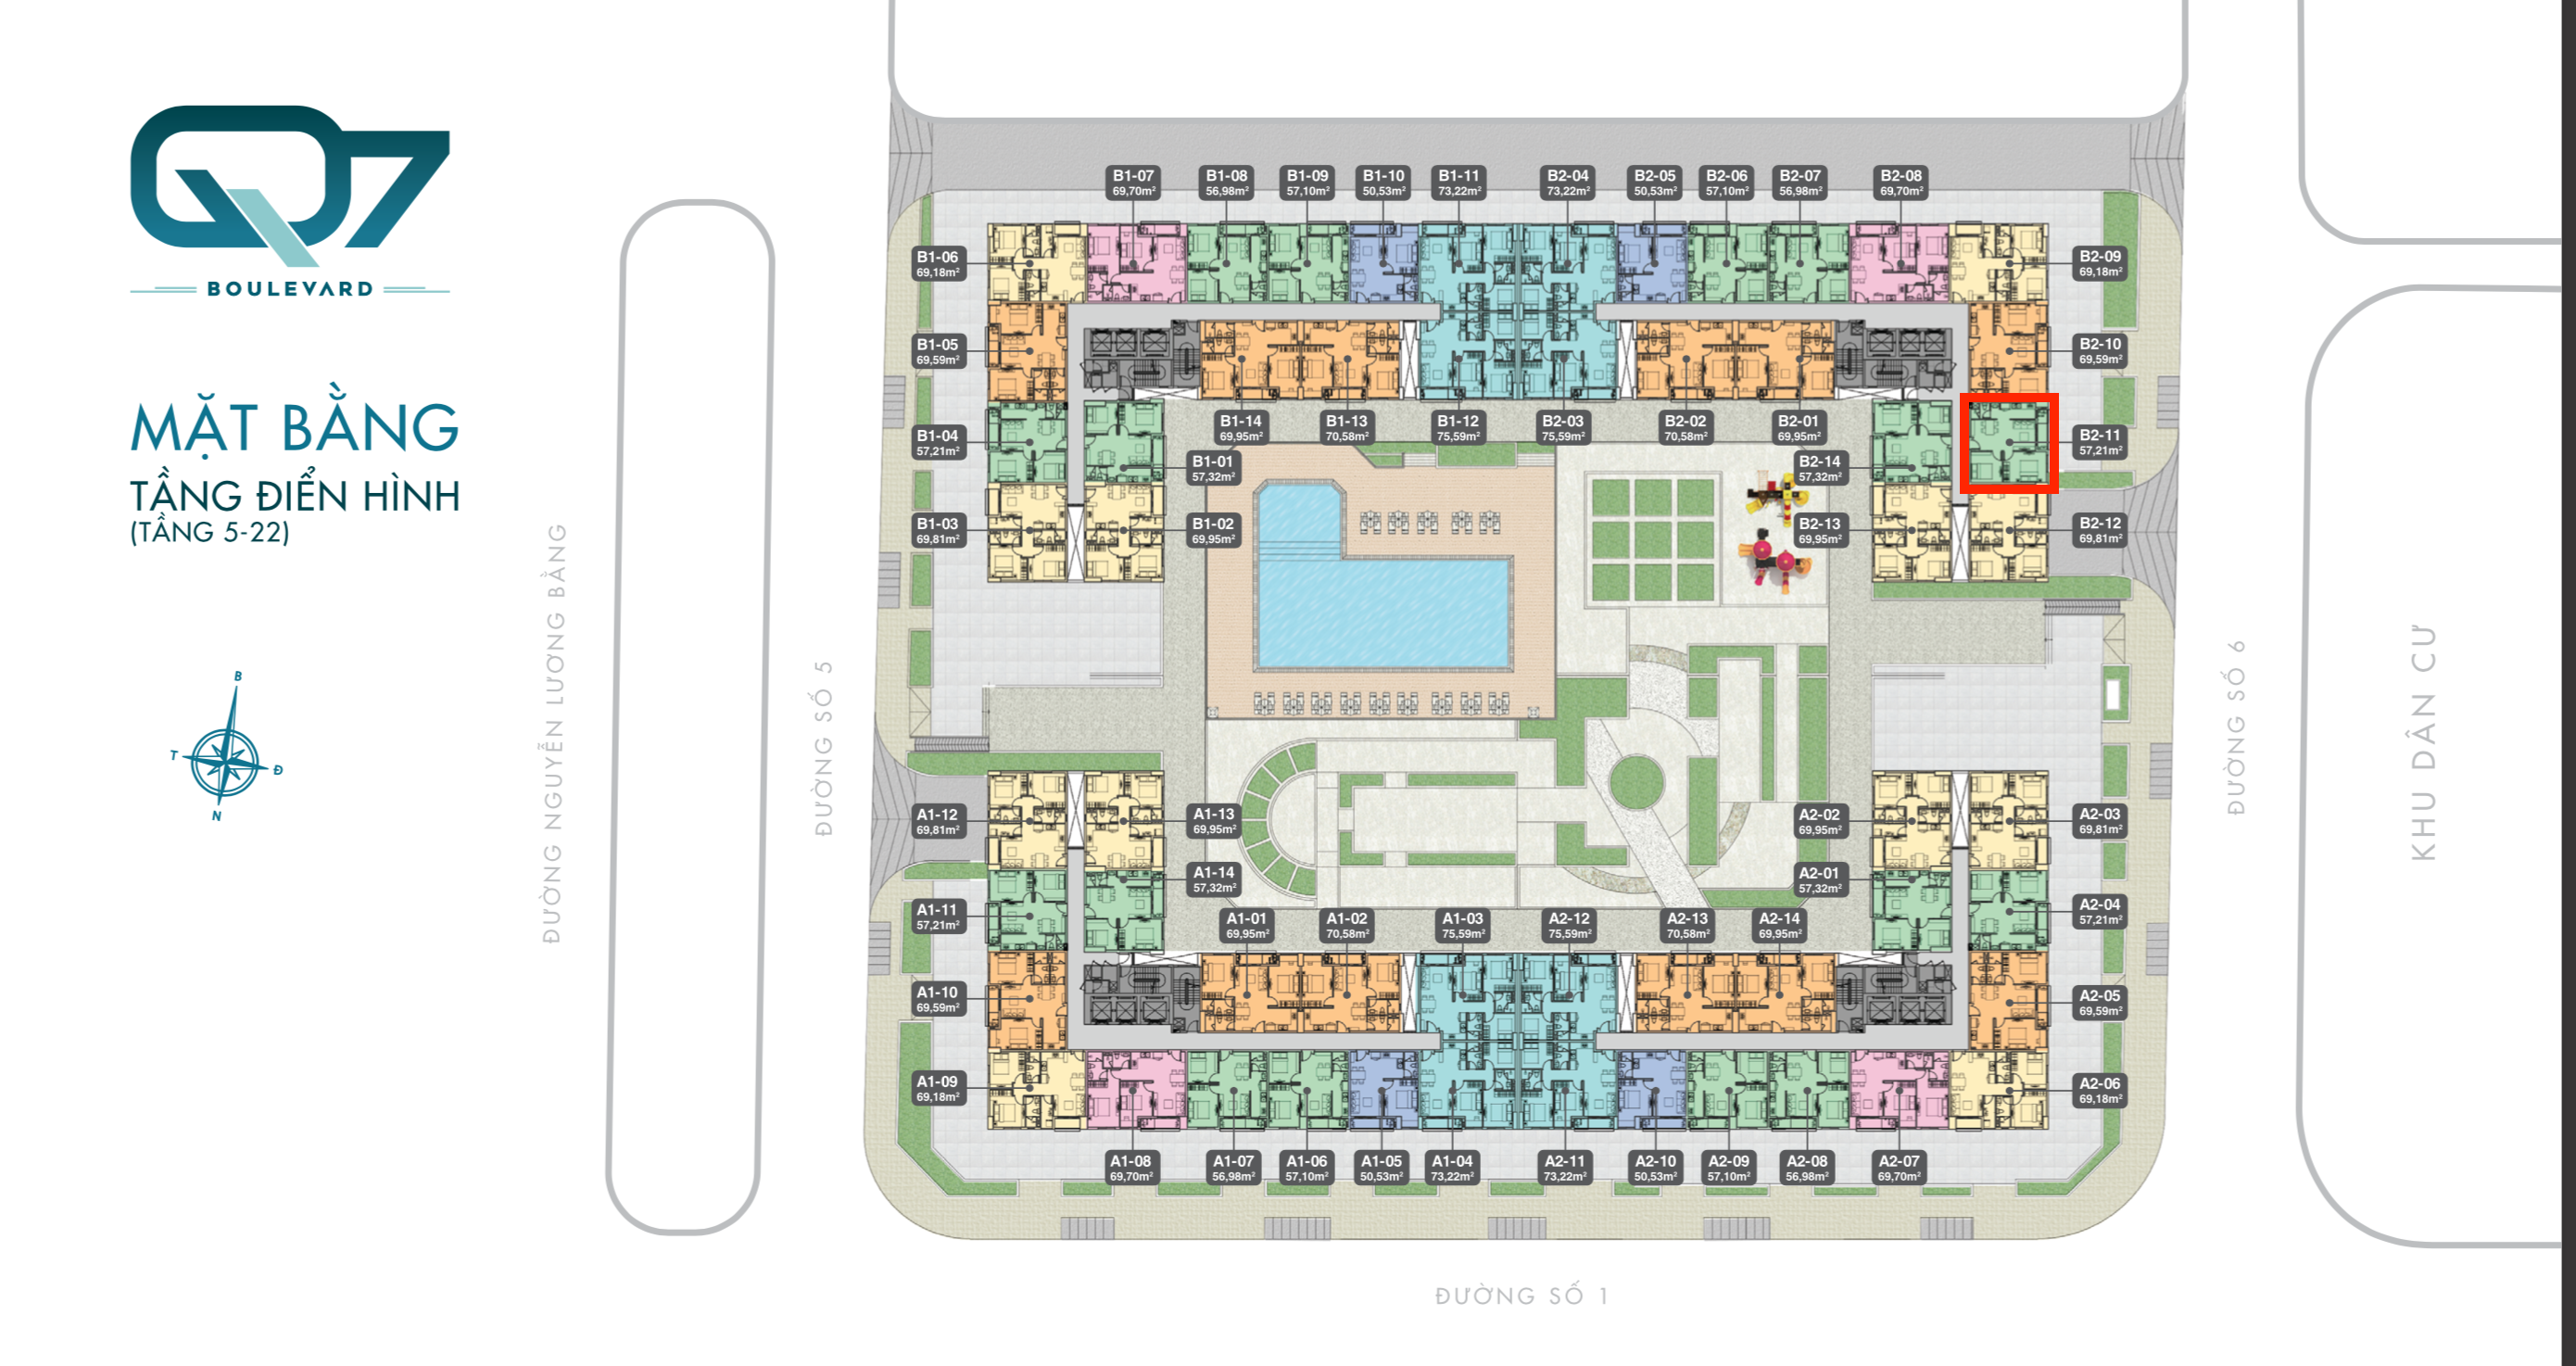 Q7
BOULEVARD
MẶT BẰNG
TẦNG ĐIỂN HÌNH
(TẦNG 5-22)
B
T
Đ
N
ĐƯỜNG NGUYỄN LƯƠNG BẰNG
ĐƯỜNG SỐ 5
B1-07
69,70m²
B1-08
56,98m²
B1-09
57,10m²
B1-10
50,53m²
B1-11
73,22m²
B2-04
73,22m²
B2-05
50,53m²
B2-06
57,10m²
B2-07
56,98m²
B2-08
69,70m²
B1-06
69,18m²
B2-09
69,18m²
B1-05
69,59m²
B2-10
69,59m²
B1-14
69,95m²
B1-13
70,58m²
B1-12
75,59m²
B2-03
75,59m²
B2-02
70,58m²
B2-01
69,95m²
B1-04
57,21m²
B2-11
57,21m²
B1-01
57,32m²
B2-14
57,32m²
B1-03
69,81m²
B1-02
69,95m²
B2-13
69,95m²
B2-12
69,81m²
A1-12
69,81m²
A1-13
69,95m²
A2-02
69,95m²
A2-03
69,81m²
A1-14
57,32m²
A2-01
57,32m²
A1-11
57,21m²
A2-04
57,21m²
A1-01
69,95m²
A1-02
70,58m²
A1-03
75,59m²
A2-12
75,59m²
A2-13
70,58m²
A2-14
69,95m²
A1-10
69,59m²
A2-05
69,59m²
A1-09
69,18m²
A2-06
69,18m²
A1-08
69,70m²
A1-07
56,98m²
A1-06
57,10m²
A1-05
50,53m²
A1-04
73,22m²
A2-11
73,22m²
A2-10
50,53m²
A2-09
57,10m²
A2-08
56,98m²
A2-07
69,70m²
ĐƯỜNG SỐ 6
KHU DÂN CƯ
ĐƯỜNG SỐ 1